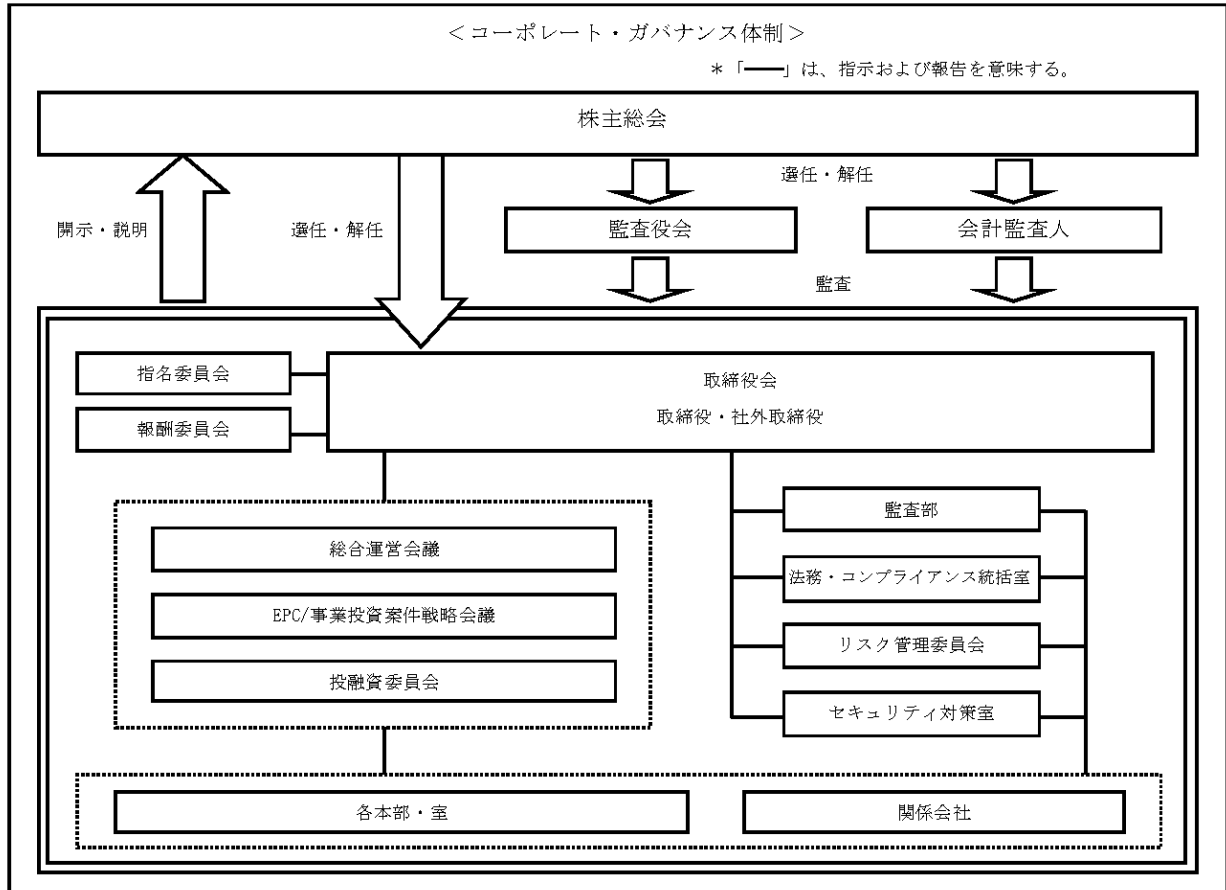 ＜コーポレート・ガバナンス体制＞
＊「━━」は、指示および報告を意味する。
株主総会
開示・説明
選任・解任
選任・解任
監査役会
会計監査人
監査
指名委員会
報酬委員会
取締役会
取締役・社外取締役
総合運営会議
EPC/事業投資案件戦略会議
投融資委員会
監査部
法務・コンプライアンス統括室
リスク管理委員会
セキュリティ対策室
各本部・室
関係会社